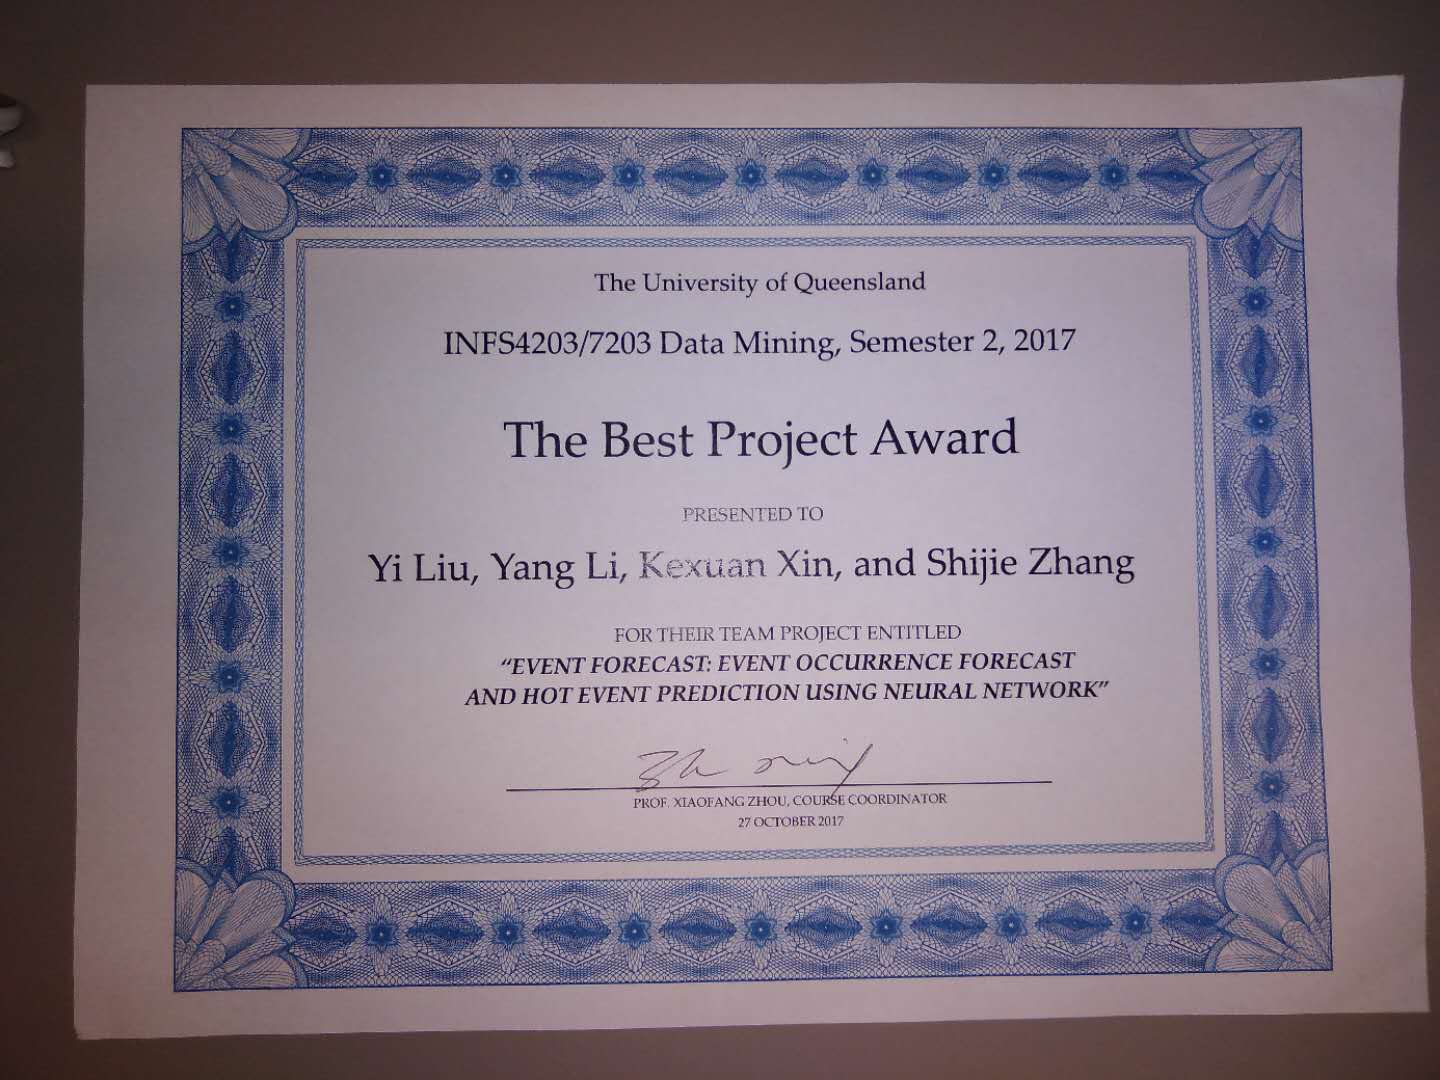 The University of Queensland
INFS4203/7203 Data Mining, Semester 2, 2017
The Best Project Award
PRESENTED TO
Yi Liu, Yang Li, Kexuan Xin, and Shijie Zhang
FOR THEIR TEAM PROJECT ENTITLED
“EVENT FORECAST: EVENT OCCURRENCE FORECAST
AND HOT EVENT PREDICTION USING NEURAL NETWORK”
PROF. XIAOFANG ZHOU, COURSE COORDINATOR
27 OCTOBER 2017